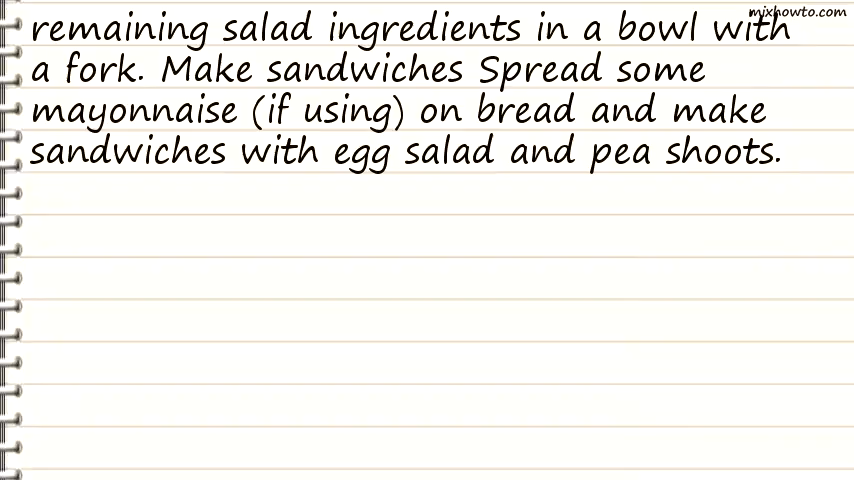 mixhowto.com
remaining salad ingredients in a bowl with
a fork. Make sandwiches Spread some
mayonnaise (if using) on bread and make
sandwiches with egg salad and pea shoots.